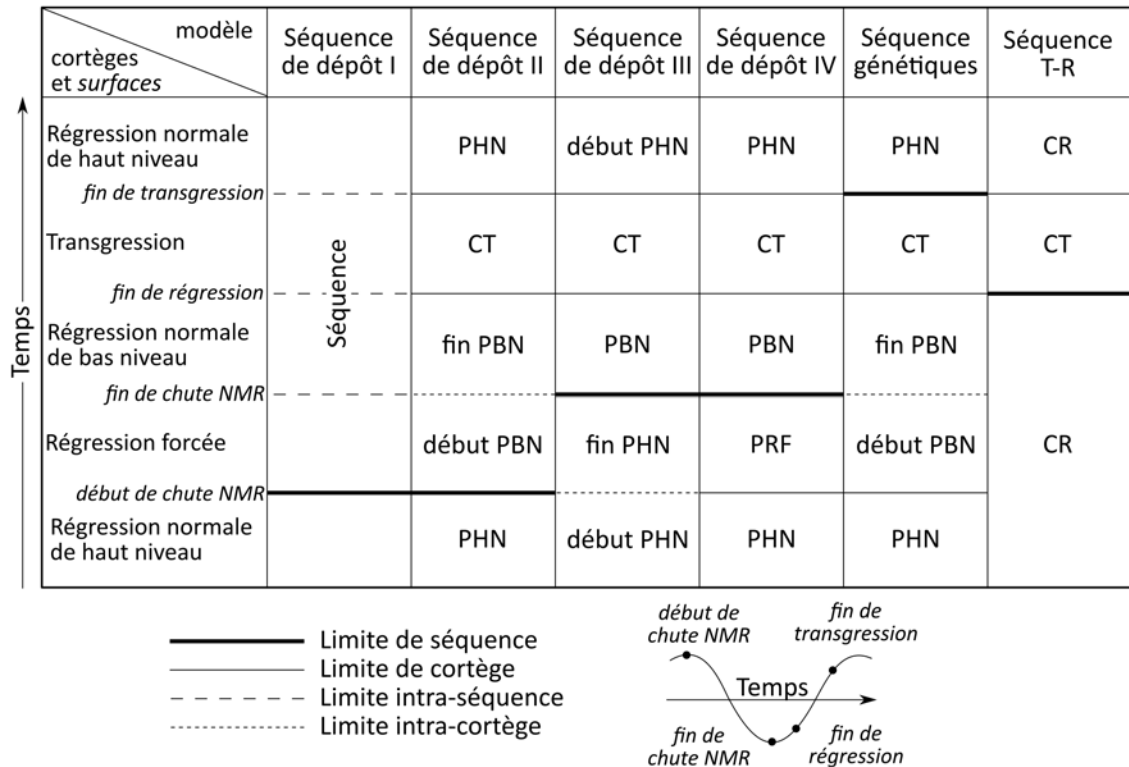 modèle
cortèges
et surfaces
Séquence
de dépôt I
Séquence
de dépôt II
Séquence
de dépôt III
Séquence
de dépôt IV
Séquence
génétiques
Séquence
T-R
Temps
Régression normale
de haut niveau
PHN
début PHN
PHN
PHN
CR
fin de transgression
Transgression
Séquence
CT
CT
CT
CT
CT
fin de régression
Régression normale
de bas niveau
fin PBN
PBN
PBN
fin PBN
fin de chute NMR
Régression forcée
début PBN
fin PHN
PRF
début PBN
CR
début de chute NMR
Régression normale
de haut niveau
PHN
début PHN
PHN
PHN
Limite de séquence
Limite de cortège
Limite intra-séquence
Limite intra-cortège
début de
chute NMR
fin de
transgression
Temps
fin de
chute NMR
fin de
régression